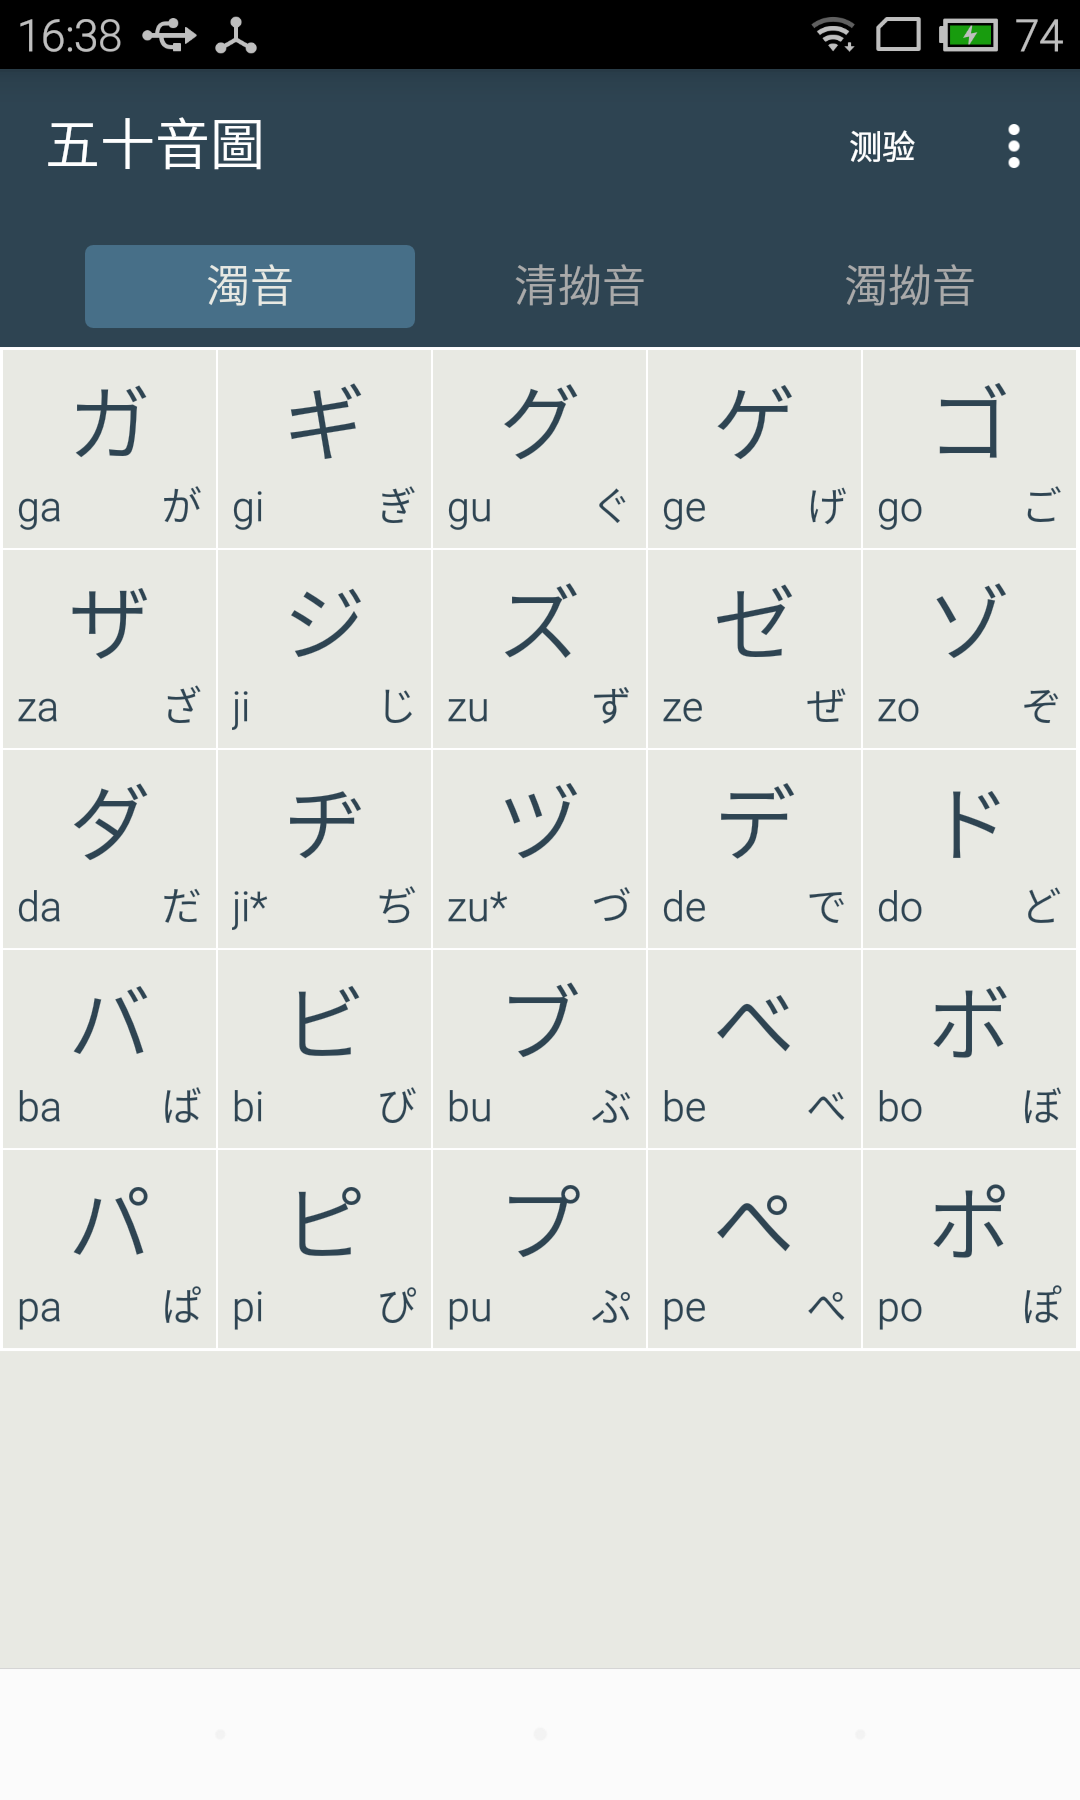 16:38 74
五十音圖 测验
濁音 清拗音 濁拗音
ガ ギ グ ゲ ゴ
ga が gi ぎ gu ぐ ge げ go ご
ザ ジ ズ ゼ ゾ
za ざ ji じ zu ず ze ぜ zo ぞ
ダ ヂ ヅ デ ド
da だ ji* ぢ zu* づ de で do ど
バ ビ ブ ベ ボ
ba ば bi び bu ぶ be べ bo ぼ
パ ピ プ ペ ポ
pa ぱ pi ぴ pu ぷ pe ぺ po ぽ